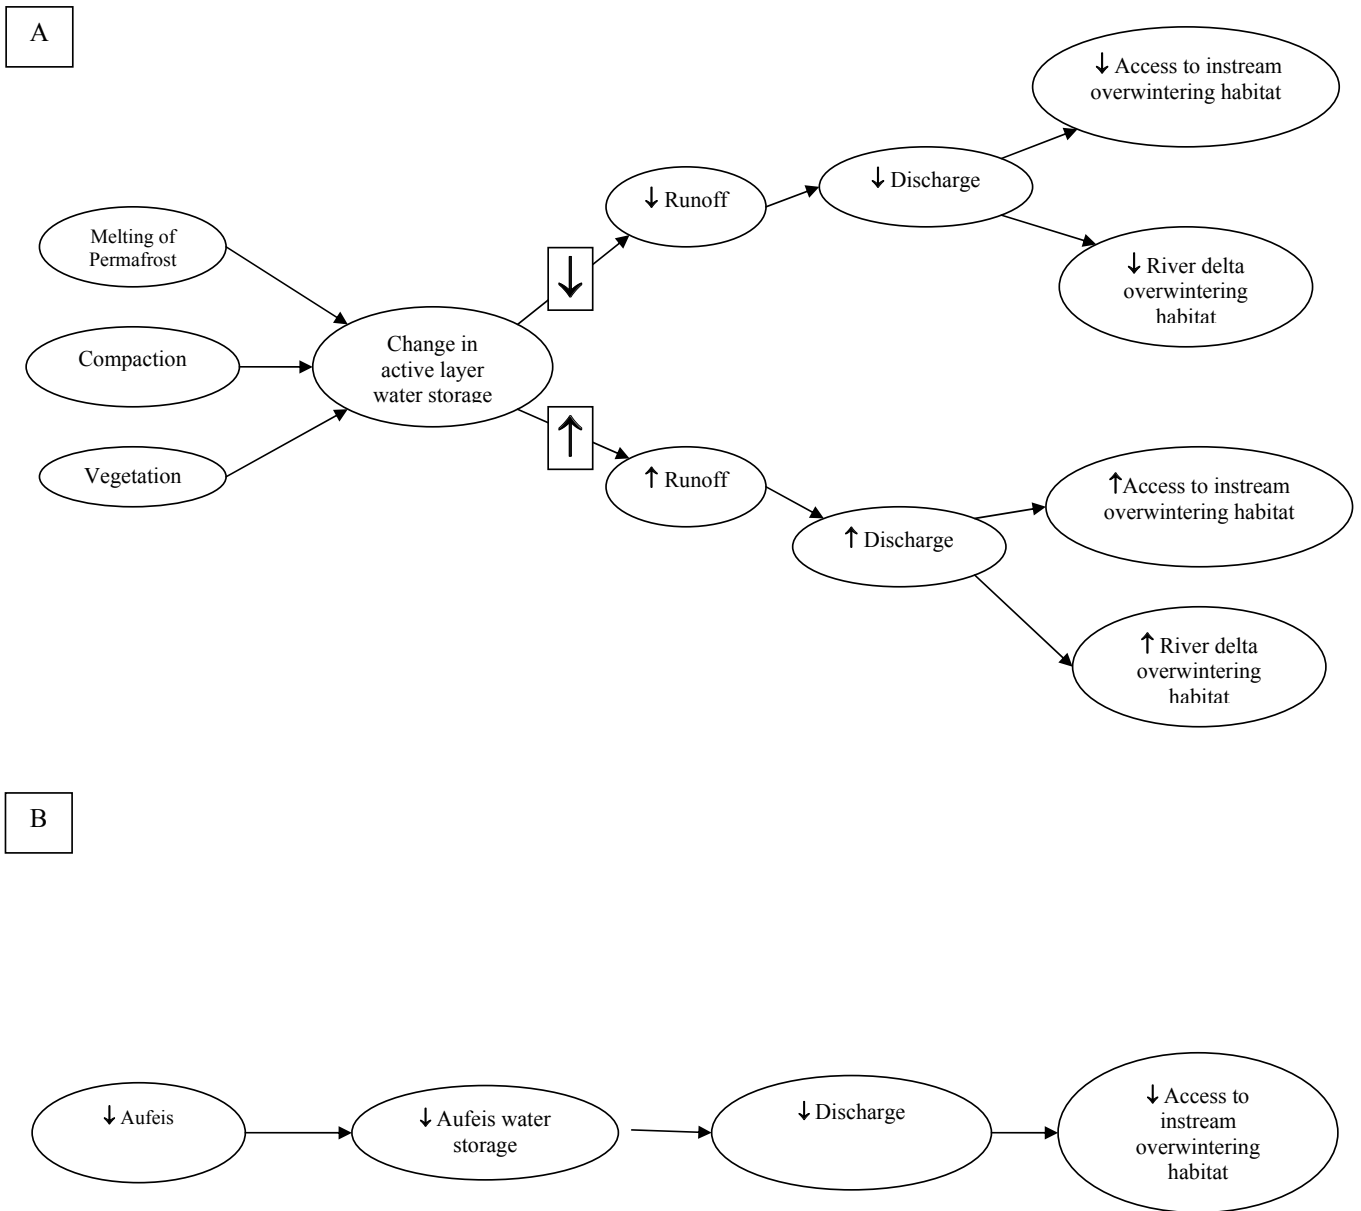 A
↓ Access to instream
overwintering habitat
↓ Runoff
↓ Discharge
↓ River delta
overwintering
habitat
Melting of
Permafrost
Compaction
Vegetation
Change in
active layer
water storage
↓
↑
↑ Runoff
↑ Discharge
↑Access to instream
overwintering habitat
↑ River delta
overwintering
habitat
B
↓ Aufeis
↓ Aufeis water
storage
↓ Discharge
↓ Access to
instream
overwintering
habitat